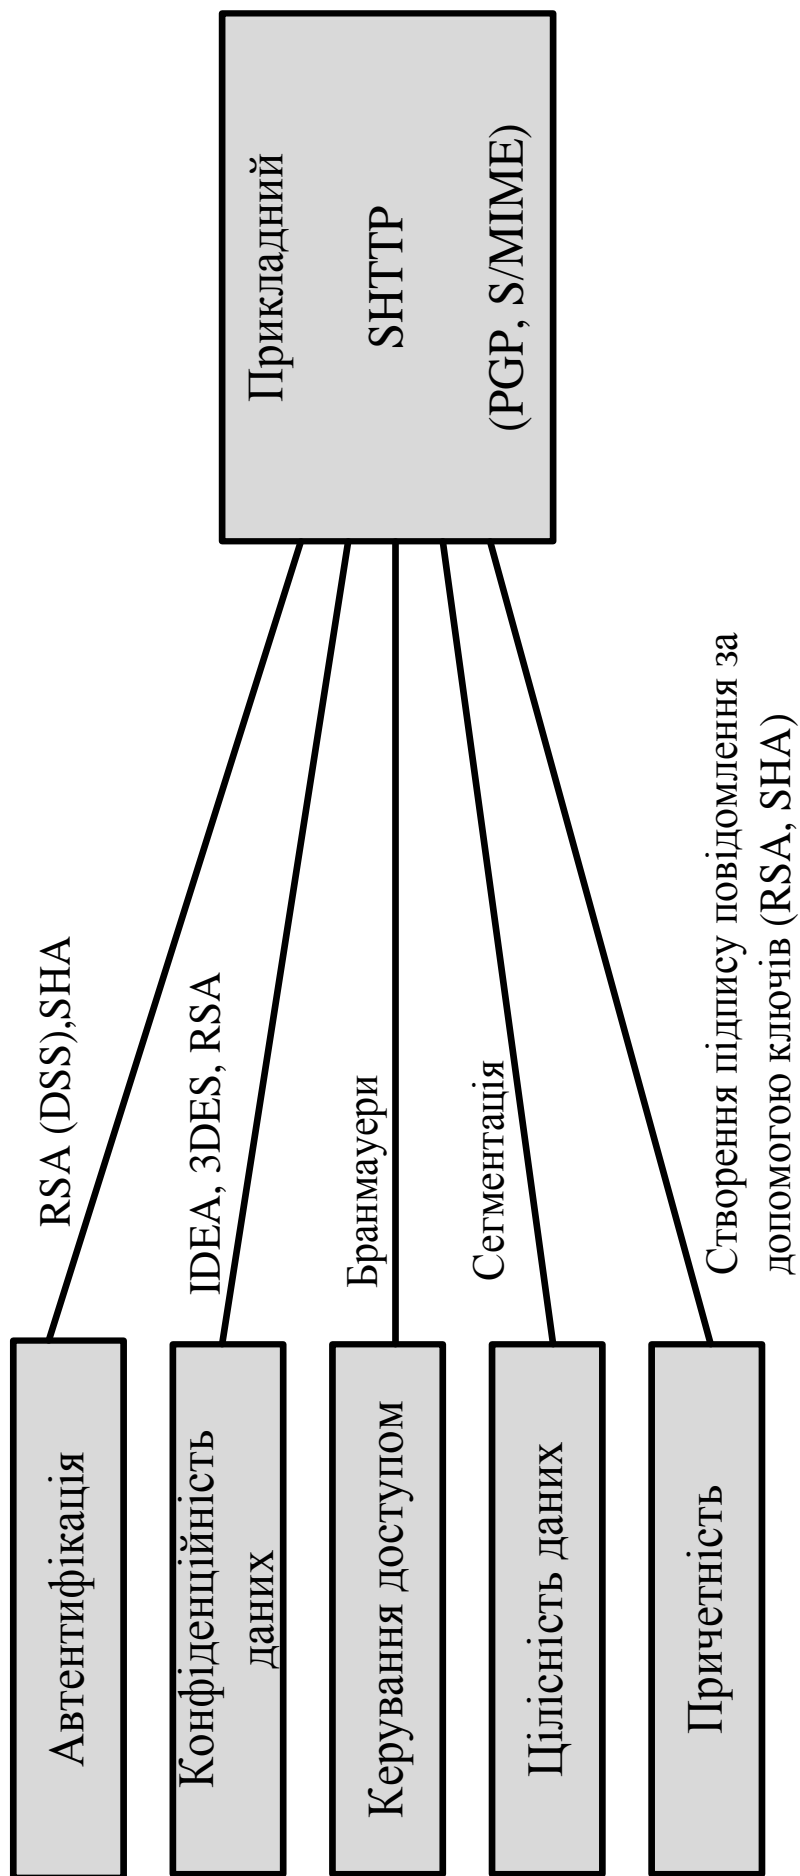 Автентифікація
Конфіденційність
даних
Керування доступом
Цілісність даних
Причетність
RSA (DSS),SHA
IDEA, 3DES, RSA
Бранмауери
Сегментація
Створення підпису повідомлення за
допомогою ключів (RSA, SHA)
Прикладний
SHTTP
(PGP, S/MIME)